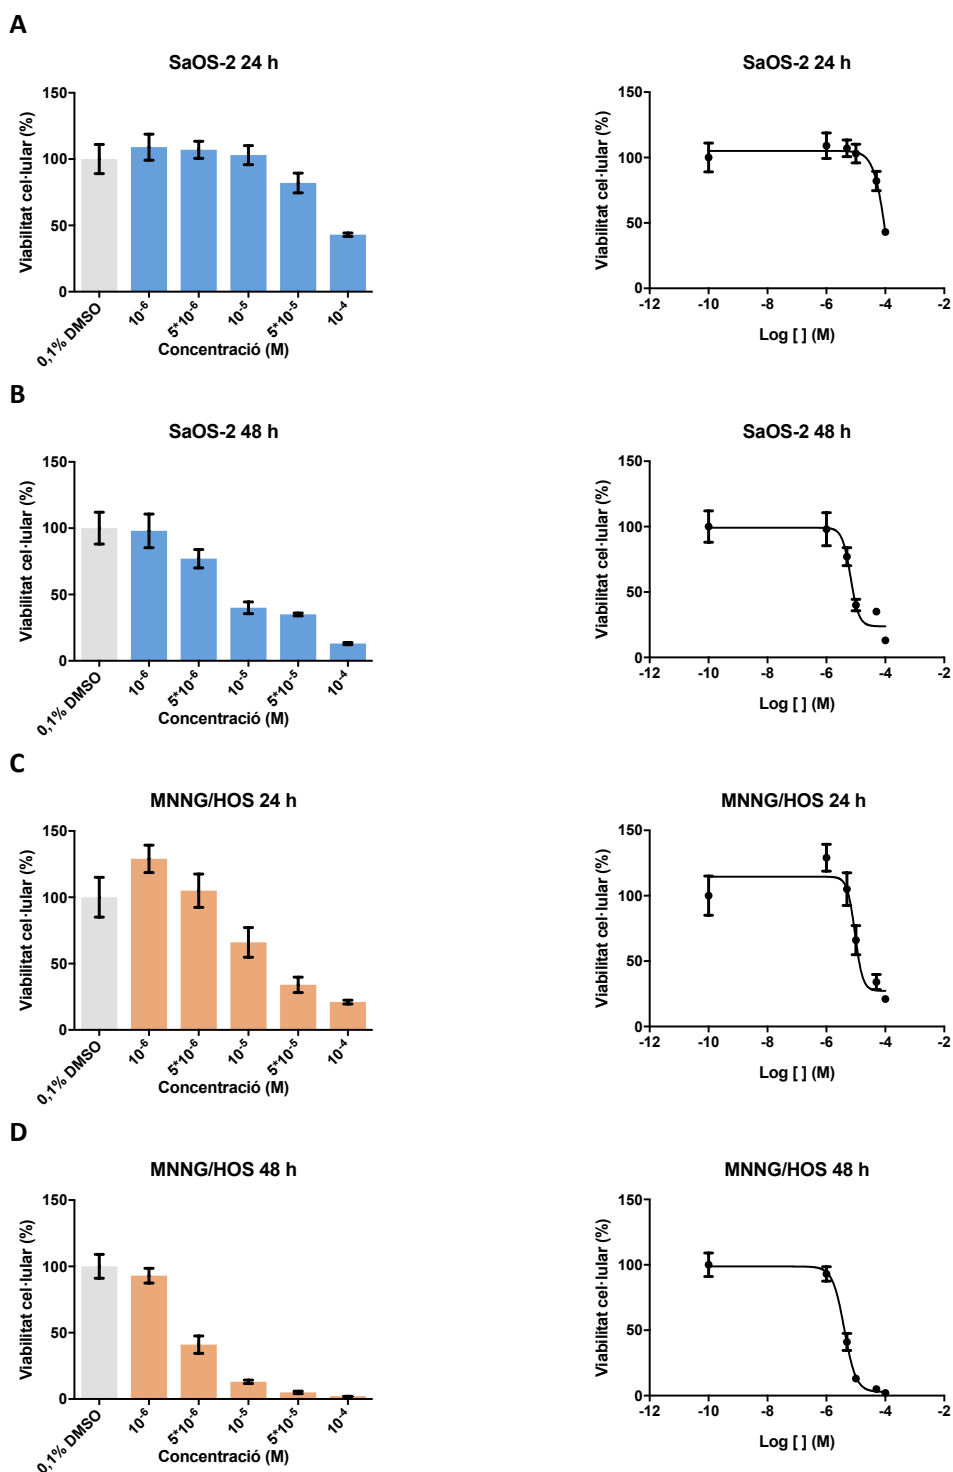 A
SaOS-2 24 h
Viabilitat cel·lular (%)
150
100
50
0
0,1% DMSO
10-6
5*10-6
10-5
5*10-5
10-4
Concentració (M)
SaOS-2 24 h
Viabilitat cel·lular (%)
150
100
50
0
-12
-10
-8
-6
-4
-2
Log [ ] (M)
B
SaOS-2 48 h
Viabilitat cel·lular (%)
150
100
50
0
0,1% DMSO
10-6
5*10-6
10-5
5*10-5
10-4
Concentració (M)
SaOS-2 48 h
Viabilitat cel·lular (%)
150
100
50
0
-12
-10
-8
-6
-4
-2
Log [ ] (M)
C
MNNG/HOS 24 h
Viabilitat cel·lular (%)
150
100
50
0
0,1% DMSO
10-6
5*10-6
10-5
5*10-5
10-4
Concentració (M)
MNNG/HOS 24 h
Viabilitat cel·lular (%)
150
100
50
0
-12
-10
-8
-6
-4
-2
Log [ ] (M)
D
MNNG/HOS 48 h
Viabilitat cel·lular (%)
150
100
50
0
0,1% DMSO
10-6
5*10-6
10-5
5*10-5
10-4
Concentració (M)
MNNG/HOS 48 h
Viabilitat cel·lular (%)
150
100
50
0
-12
-10
-8
-6
-4
-2
Log [ ] (M)